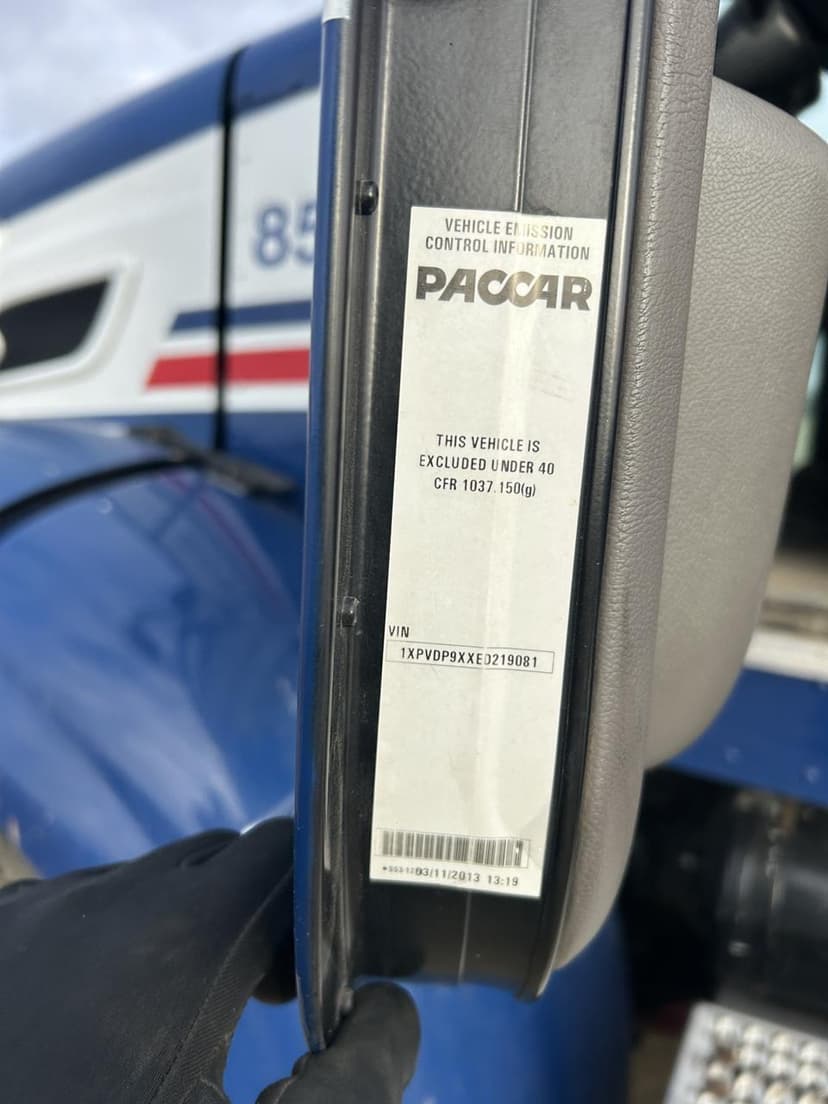 85
VEHICLE EMISSION
CONTROL INFORMATION
PACCAR
THIS VEHICLE IS
EXCLUDED UNDER 40
CFR 1037.150(g)
VIN
1XPVDP9XXED219081
03/11/2013 13:19